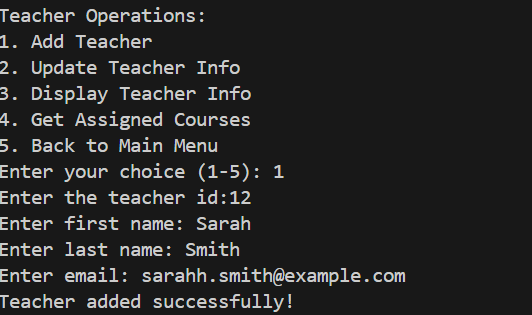 Teacher Operations:
1. Add Teacher
2. Update Teacher Info
3. Display Teacher Info
4. Get Assigned Courses
5. Back to Main Menu
Enter your choice (1-5): 1
Enter the teacher id:12
Enter first name: Sarah
Enter last name: Smith
Enter email: sarahh.smith@example.com
Teacher added successfully!